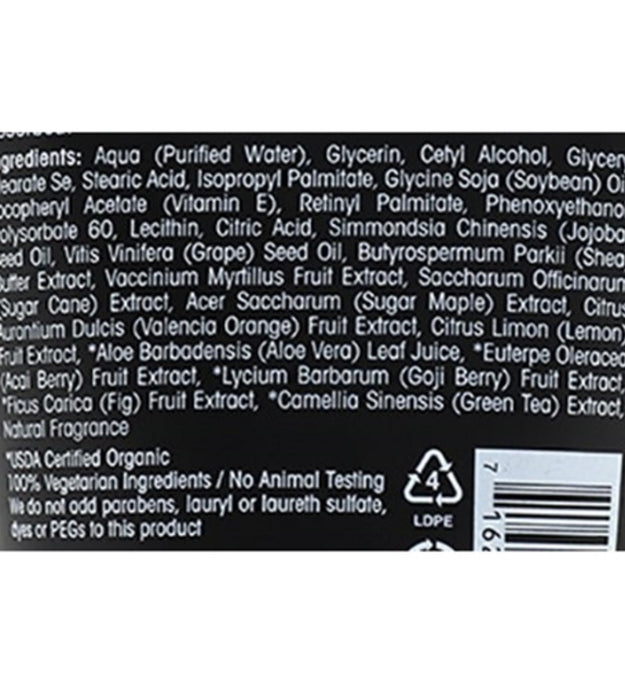 gredients: Aqua (Purified Water), Glycerin, Cetyl Alcohol, Glycer
earate Se, Stearic Acid, Isopropyl Palmitate, Glycine Soja (Soybean) Oi
ocopheryl Acetate (Vitamin E), Retinyl Palmitate, Phenoxyethano
olysorbate 60, Lecithin, Citric Acid, Simmondsia Chinensis (Jojoba
eed Oil, Vitis Vinifera (Grape) Seed Oil, Butyrospermum Parkii (Shea
utter Extract, Vaccinium Myrtillus Fruit Extract, Saccharum Officinarum
(Sugar Cane) Extract, Acer Saccharum (Sugar Maple) Extract, Citrus
Aurantium Dulcis (Valencia Orange) Fruit Extract, Citrus Limon (Lemon)
Fruit Extract, *Aloe Barbadensis (Aloe Vera) Leaf Juice, *Euterpe Oleracea
(Acai Berry) Fruit Extract, *Lycium Barbarum (Goji Berry) Fruit Extract,
*Ficus Carica (Fig) Fruit Extract, *Camellia Sinensis (Green Tea) Extract,
Natural Fragrance
*USDA Certified Organic
100% Vegetarian Ingredients / No Animal Testing
We do not add parabens, lauryl or laureth sulfate,
dyes or PEGs to this product
4
LDPE
7 162